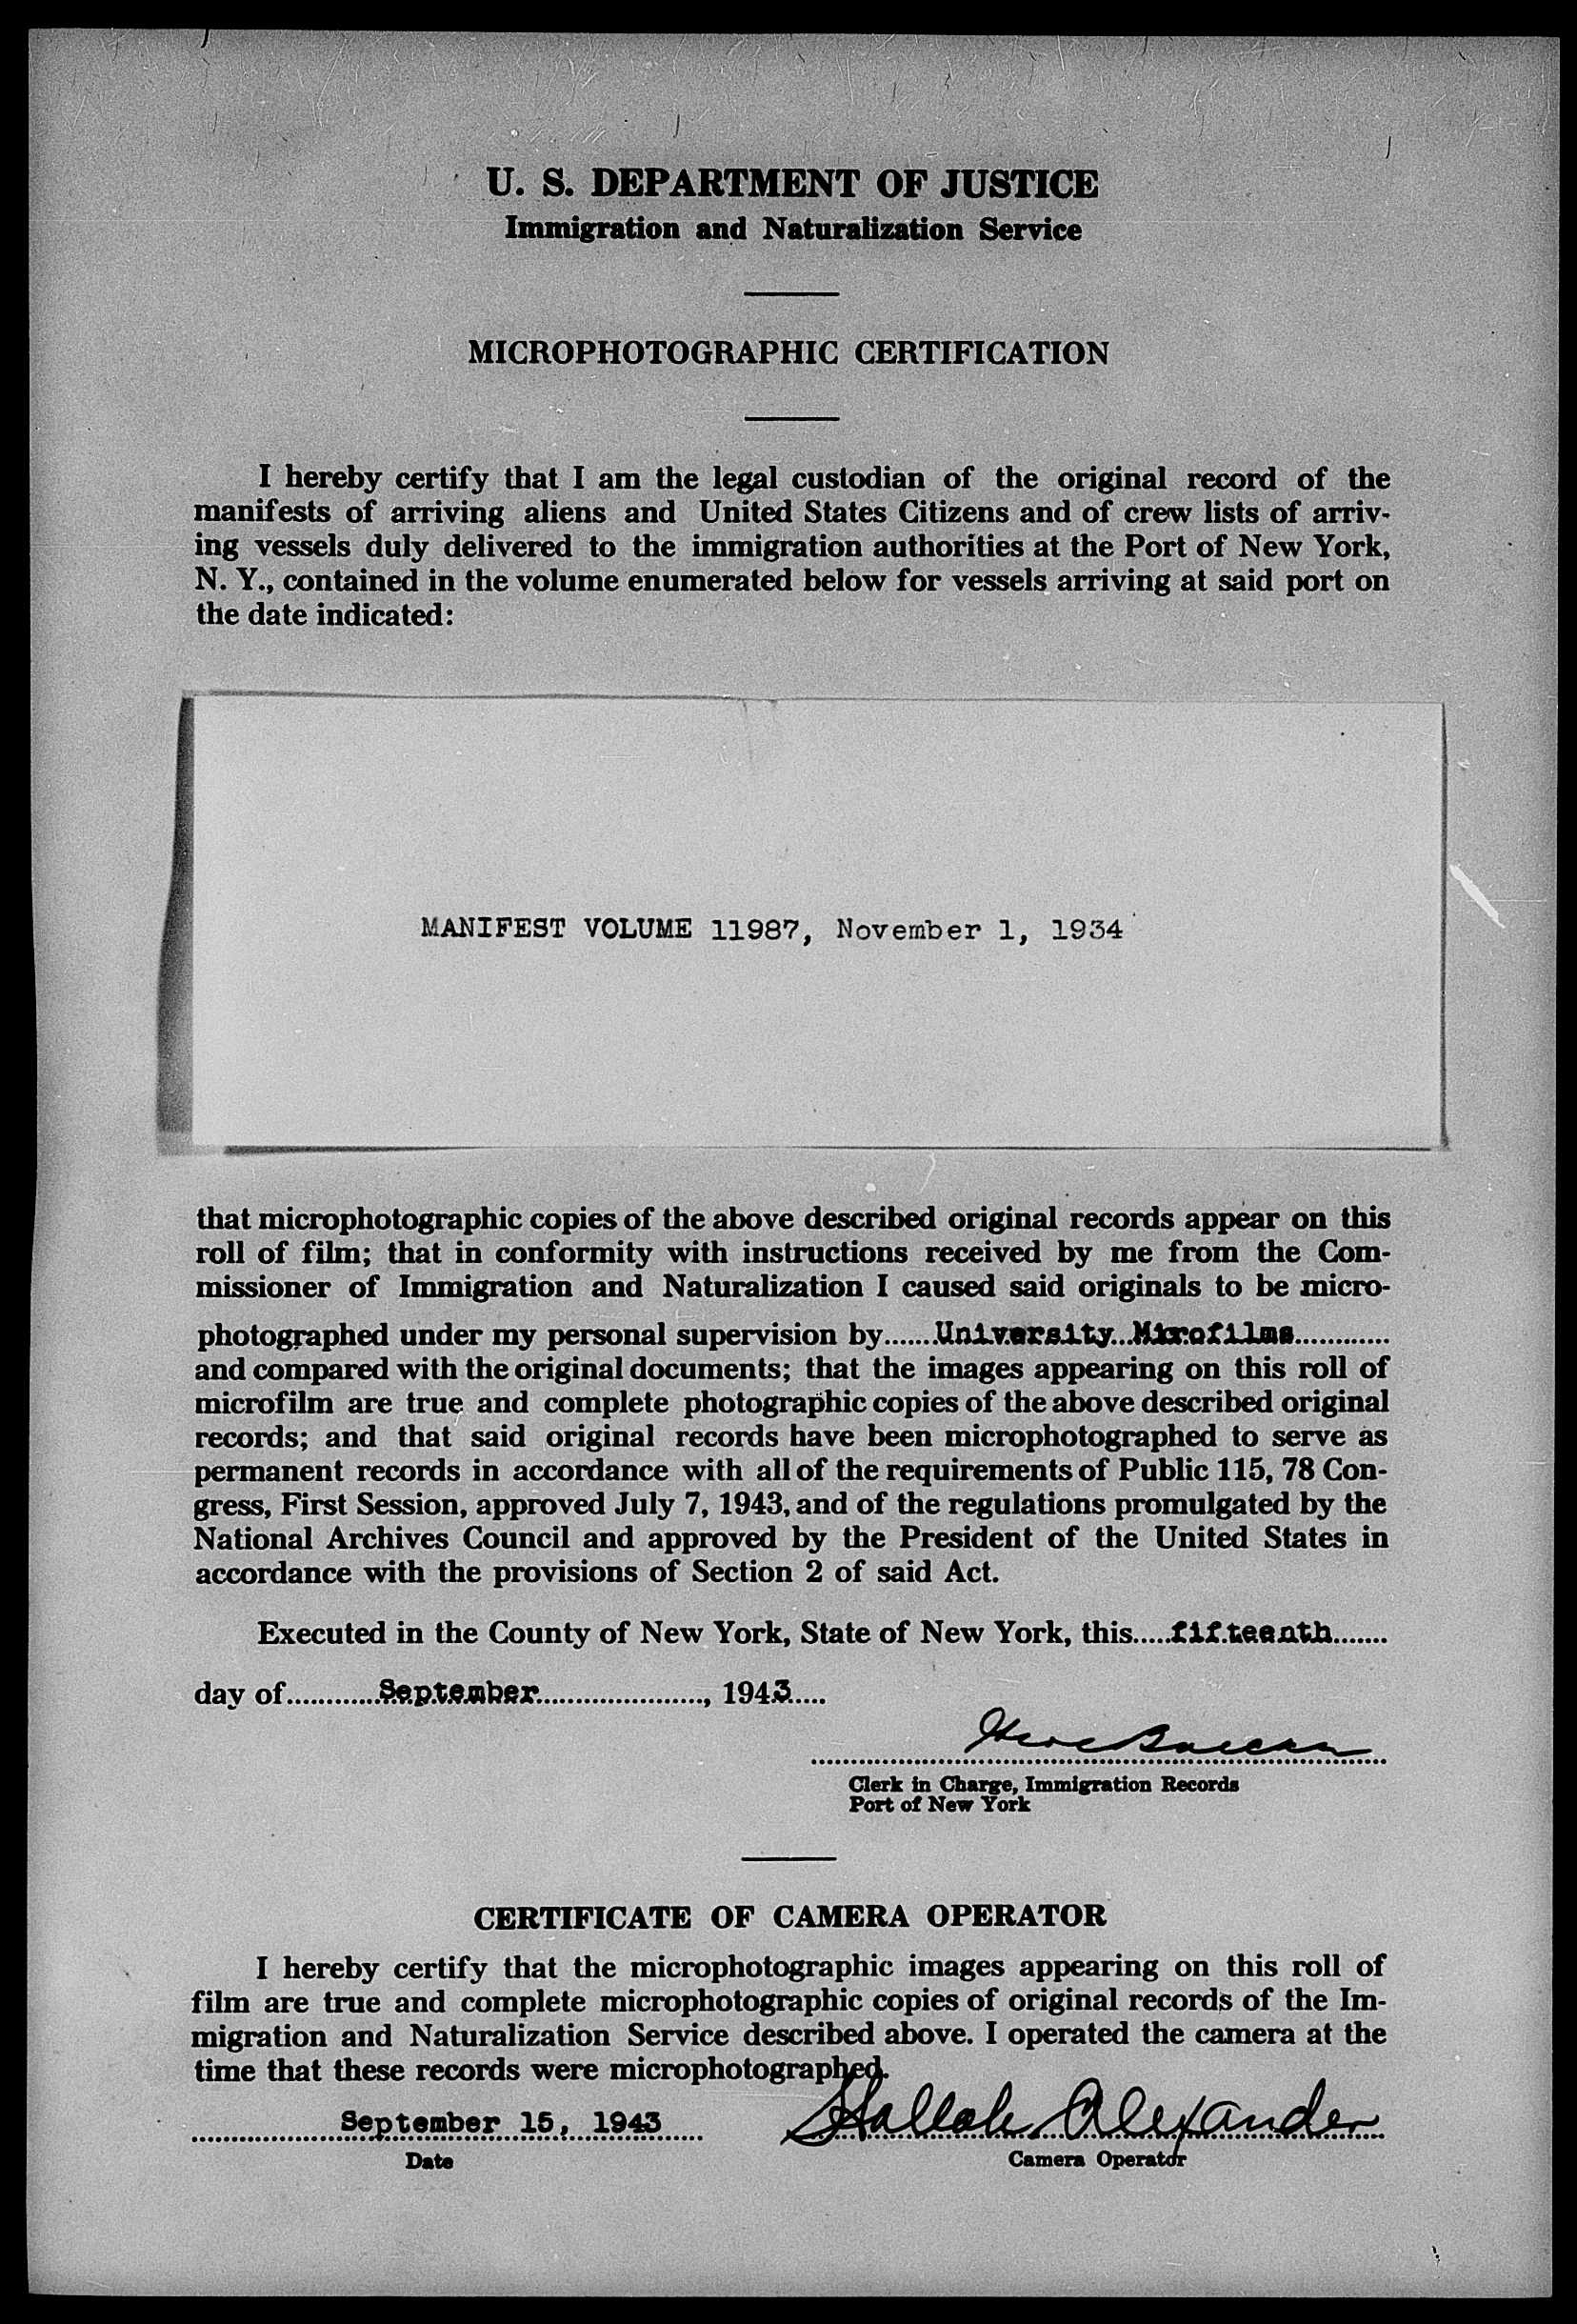 U. S. DEPARTMENT OF JUSTICE
Immigration and Naturalization Service
MICROPHOTOGRAPHIC CERTIFICATION
I hereby certify that I am the legal custodian of the original record of the
manifests of arriving aliens and United States Citizens and of crew lists of arriv-
ing vessels duly delivered to the immigration authorities at the Port of New York,
N. Y., contained in the volume enumerated below for vessels arriving at said port on
the date indicated:
MANIFEST VOLUME 11987, November 1, 1934
that microphotographic copies of the above described original records appear on this
roll of film; that in conformity with instructions received by me from the Com-
missioner of Immigration and Naturalization I caused said originals to be micro-
photographed under my personal supervision by......University Microfilms............
and compared with the original documents; that the images appearing on this roll of
microfilm are true and complete photographic copies of the above described original
records; and that said original records have been microphotographed to serve as
permanent records in accordance with all of the requirements of Public 115, 78 Con-
gress, First Session, approved July 7, 1943, and of the regulations promulgated by the
National Archives Council and approved by the President of the United States in
accordance with the provisions of Section 2 of said Act.
Executed in the County of New York, State of New York, this.....fifteenth.......
day of............September....................., 1943.....
Clerk in Charge, Immigration Records
Port of New York
CERTIFICATE OF CAMERA OPERATOR
I hereby certify that the microphotographic images appearing on this roll of
film are true and complete microphotographic copies of original records of the Im-
migration and Naturalization Service described above. I operated the camera at the
time that these records were microphotographed.
September 15, 1943
Alexander
Date
Camera Operator